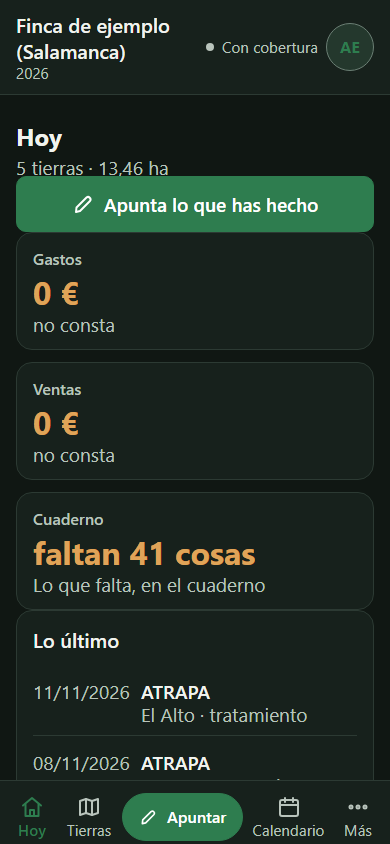 Finca de ejemplo
(Salamanca)
2026
Con cobertura
AE
Hoy
5 tierras · 13,46 ha
Apunta lo que has hecho
Gastos
0 €
no consta
Ventas
0 €
no consta
Cuaderno
faltan 41 cosas
Lo que falta, en el cuaderno
Lo último
11/11/2026 ATRAPA
El Alto · tratamiento
08/11/2026 ATRAPA
Hoy
Tierras
Apuntar
Calendario
Más